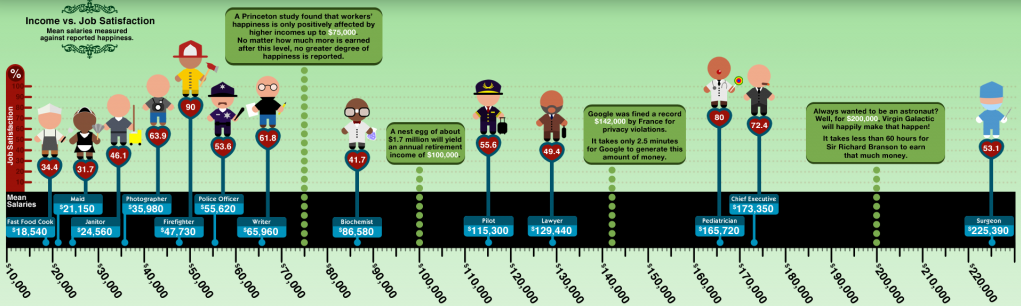 Income vs. Job Satisfaction
Mean salaries measured
against reported happiness.
A Princeton study found that workers'
happiness is only positively affected by
higher incomes up to $75,000.
No matter how much more is earned
after this level, no greater degree of
happiness is reported.
%
Job Satisfaction
100
90
80
70
60
50
40
30
20
10
34.4
31.7
46.1
63.9
90
53.6
61.8
41.7
A nest egg of about
$1.7 million will yield
an annual retirement
income of $100,000.
55.6
49.4
Google was fined a record
$142,000 by France for
privacy violations.
It takes only 2.5 minutes
for Google to generate this
amount of money.
80
72.4
Always wanted to be an astronaut?
Well, for $200,000, Virgin Galactic
will happily make that happen!
It takes less than 60 hours for
Sir Richard Branson to earn
that much money.
53.1
Mean
Salaries
Fast Food Cook
$18,540
Maid
$21,150
Janitor
$24,560
Photographer
$35,980
Firefighter
$47,730
Police Officer
$55,620
Writer
$65,960
Biochemist
$86,580
Pilot
$115,300
Lawyer
$129,440
Pediatrician
$165,720
Chief Executive
$173,350
Surgeon
$225,390
$10,000
$20,000
$30,000
$40,000
$50,000
$60,000
$70,000
$80,000
$90,000
$100,000
$110,000
$120,000
$130,000
$140,000
$150,000
$160,000
$170,000
$180,000
$190,000
$200,000
$210,000
$220,000